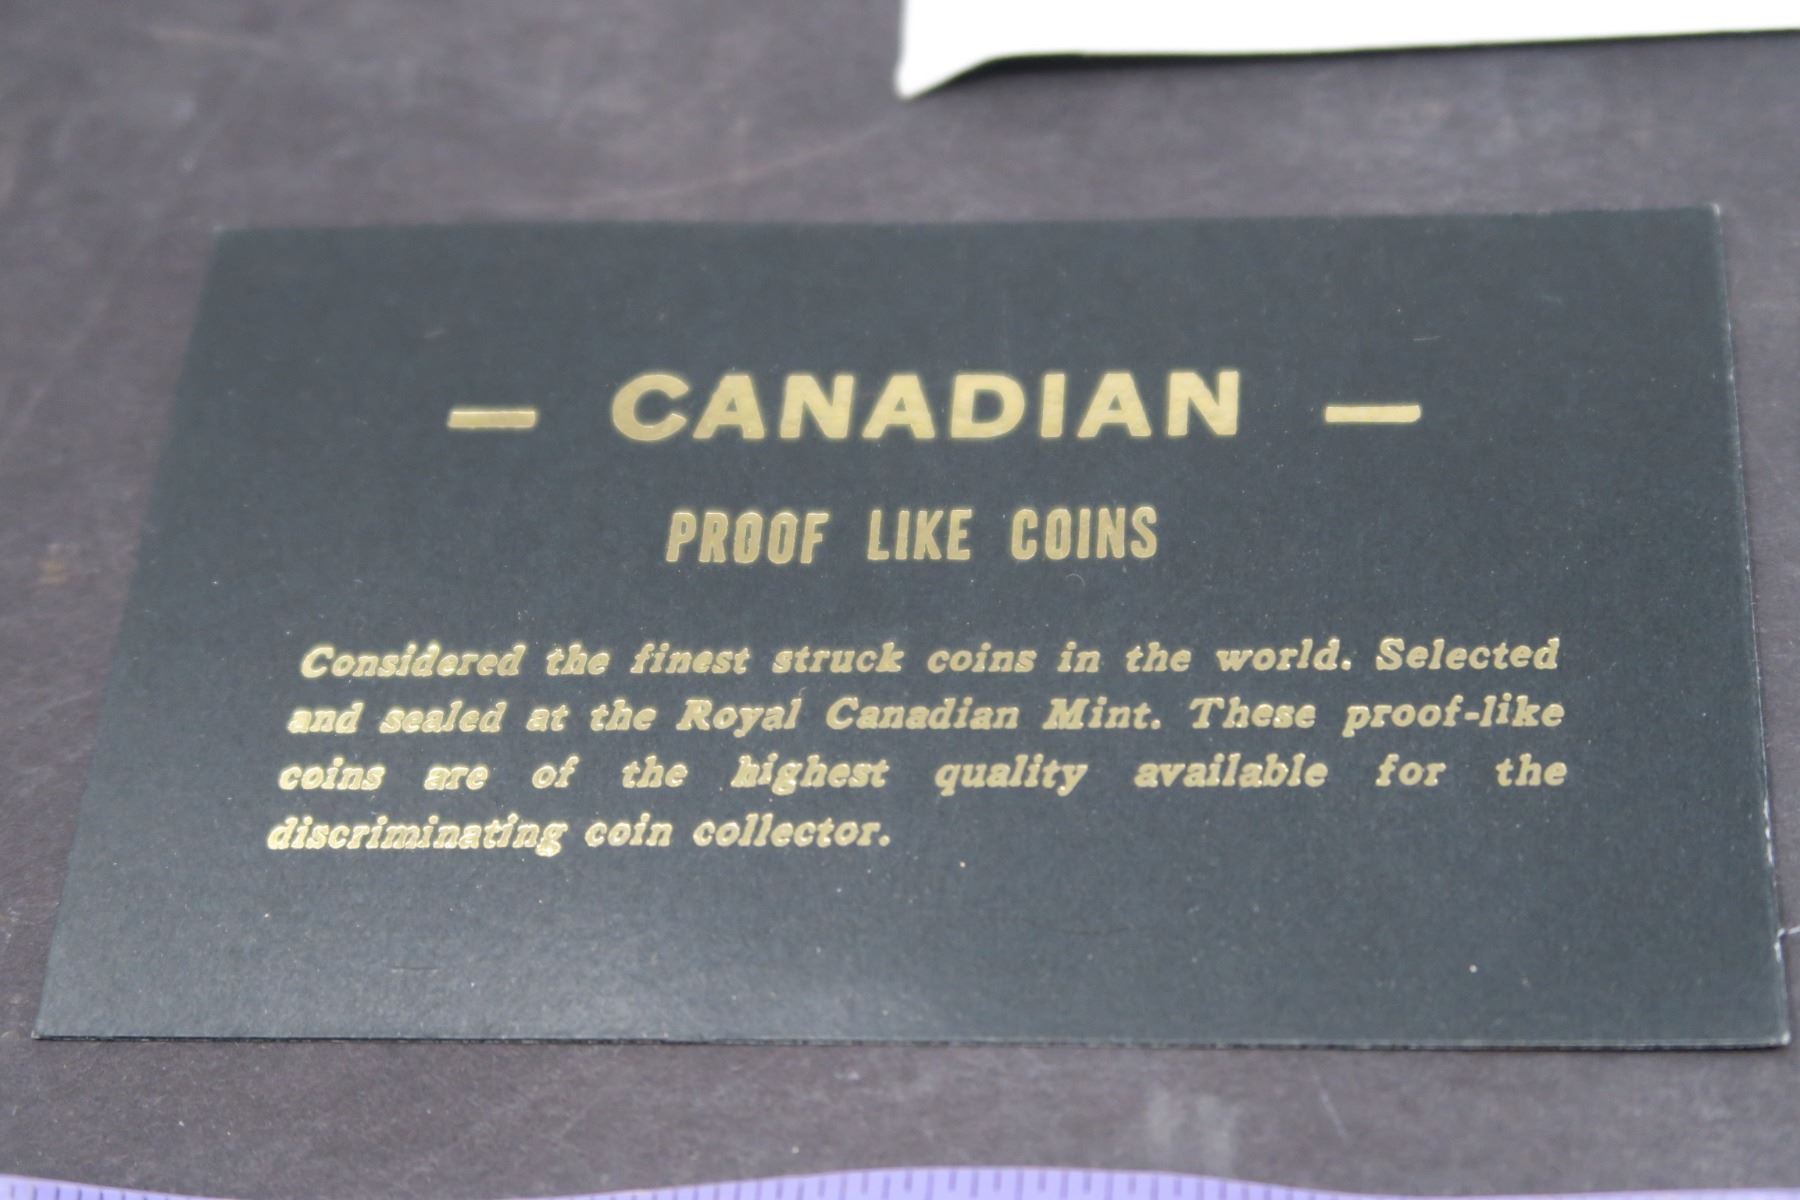 — CANADIAN —
PROOF LIKE COINS
Considered the finest struck coins in the world. Selected
and sealed at the Royal Canadian Mint. These proof-like
coins are of the highest quality available for the
discriminating coin collector.